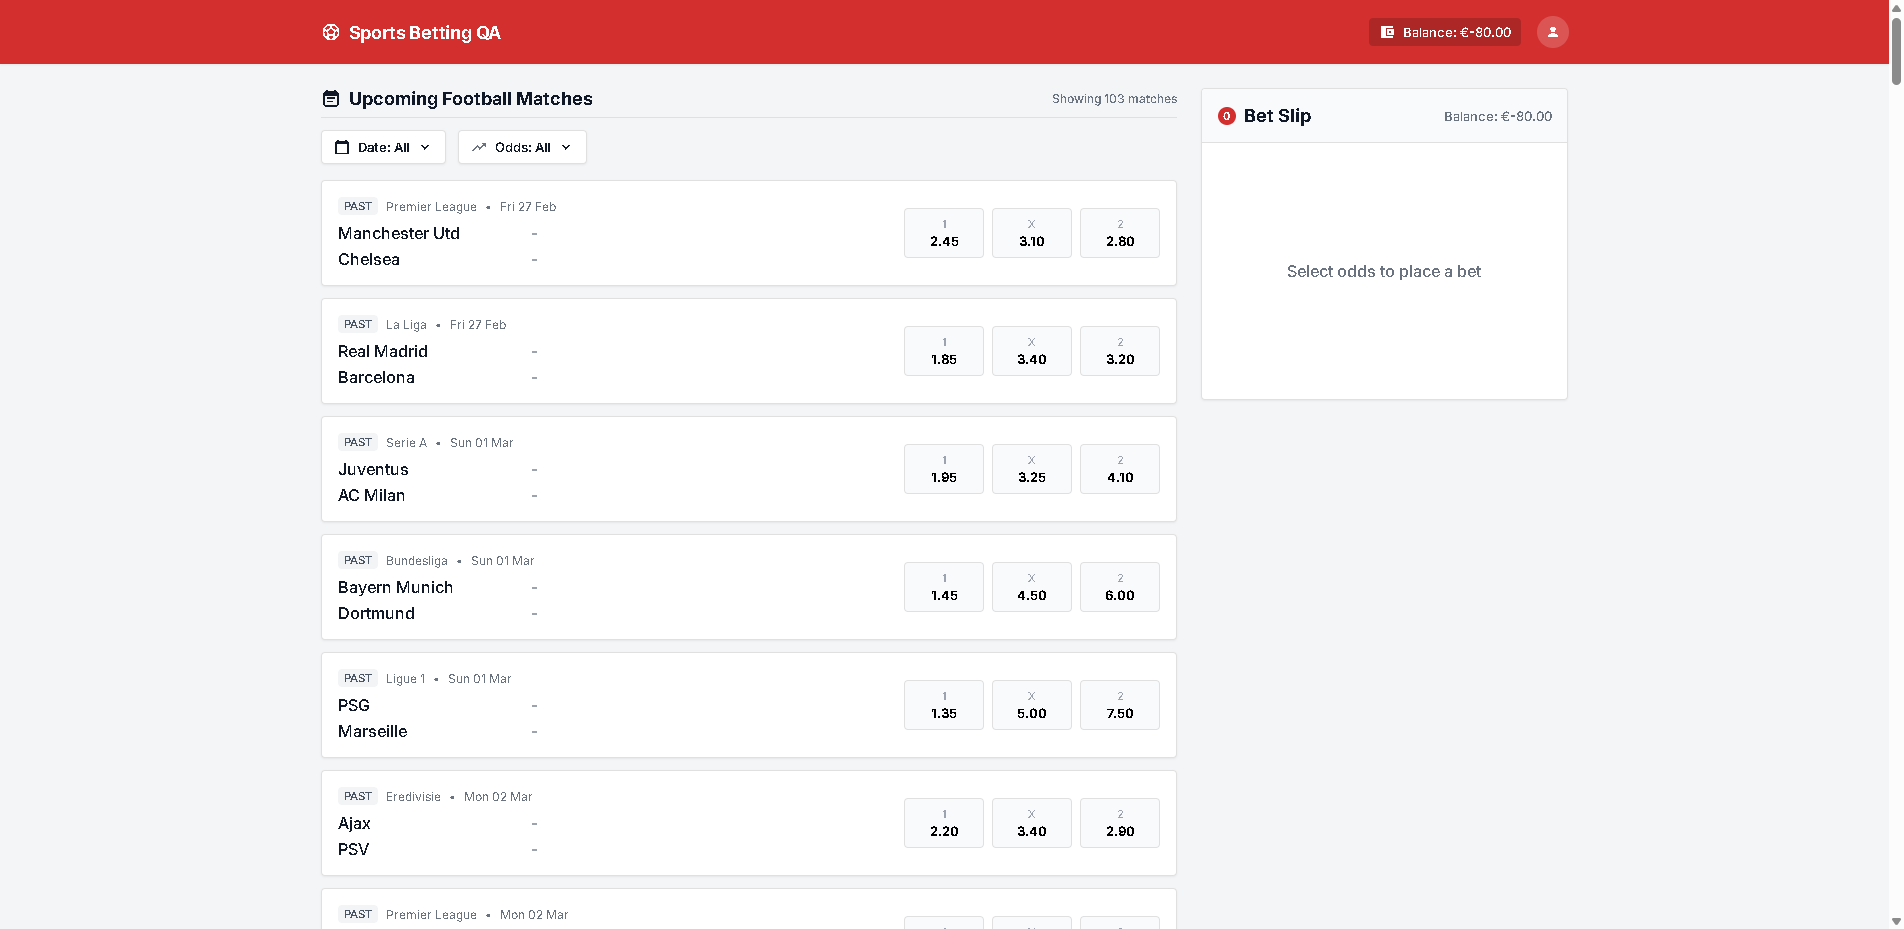 Sports Betting QA
Balance: €-80.00
Upcoming Football Matches
Showing 103 matches
Date: All
Odds: All
PAST Premier League • Fri 27 Feb
Manchester Utd -
Chelsea -
1 X 2
2.45 3.10 2.80
PAST La Liga • Fri 27 Feb
Real Madrid -
Barcelona -
1 X 2
1.85 3.40 3.20
PAST Serie A • Sun 01 Mar
Juventus -
AC Milan -
1 X 2
1.95 3.25 4.10
PAST Bundesliga • Sun 01 Mar
Bayern Munich -
Dortmund -
1 X 2
1.45 4.50 6.00
PAST Ligue 1 • Sun 01 Mar
PSG -
Marseille -
1 X 2
1.35 5.00 7.50
PAST Eredivisie • Mon 02 Mar
Ajax -
PSV -
1 X 2
2.20 3.40 2.90
PAST Premier League • Mon 02 Mar
0 Bet Slip
Balance: €-80.00
Select odds to place a bet